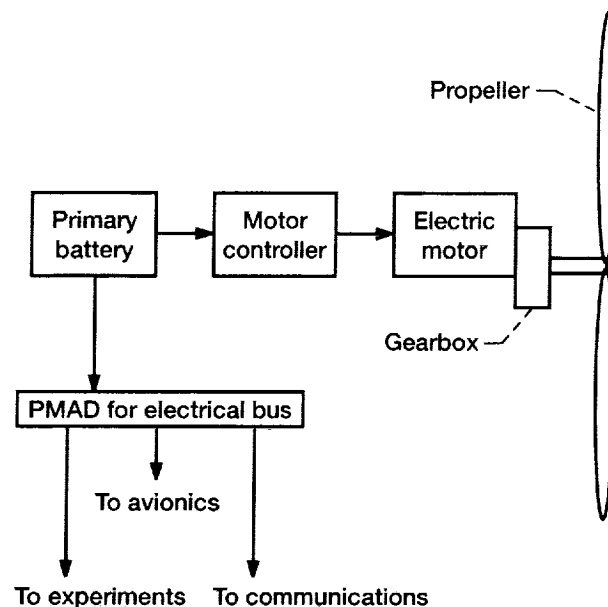 Propeller
Primary
battery
Motor
controller
Electric
motor
Gearbox
PMAD for electrical bus
To avionics
To experiments
To communications